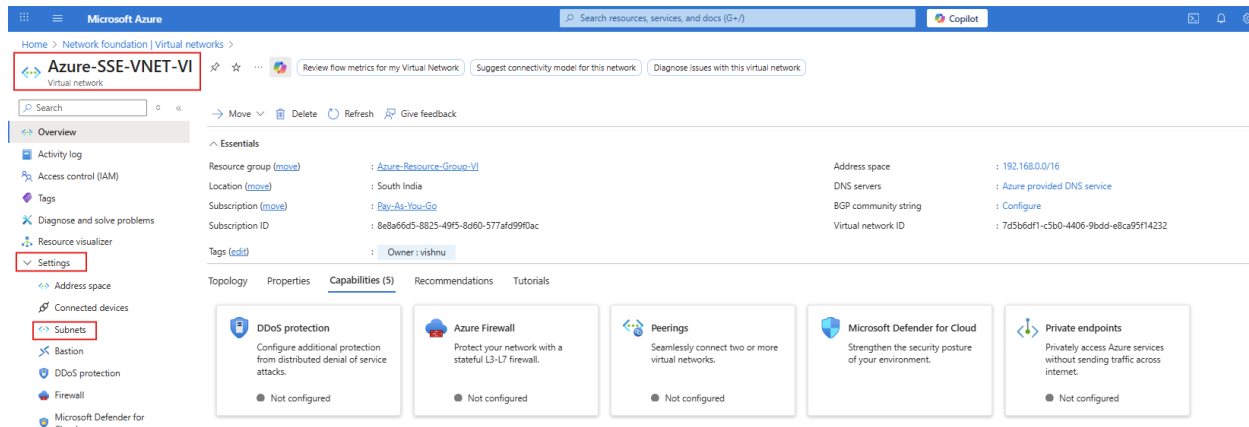 Microsoft Azure
Search resources, services, and docs (G+/)
Copilot
Home > Network foundation | Virtual networks >
Azure-SSE-VNET-VI
Virtual network
Review flow metrics for my Virtual Network
Suggest connectivity model for this network
Diagnose issues with this virtual network
Search
Move
Delete
Refresh
Give feedback
Overview
Activity log
Access control (IAM)
Tags
Diagnose and solve problems
Resource visualizer
Settings
Address space
Connected devices
Subnets
Bastion
DDoS protection
Firewall
Microsoft Defender for
Essentials
Resource group (move) : Azure-Resource-Group-VI
Location (move) : South India
Subscription (move) : Pay-As-You-Go
Subscription ID : 8e8a66d5-8825-49f5-8d60-577afd99f0ac
Address space : 192.168.0.0/16
DNS servers : Azure provided DNS service
BGP community string : Configure
Virtual network ID : 7d5b6df1-c5b0-4406-9bdd-e8ca95f14232
Tags (edit) : Owner : vishnu
Topology Properties Capabilities (5) Recommendations Tutorials
DDoS protection
Configure additional protection
from distributed denial of service
attacks.
Not configured
Azure Firewall
Protect your network with a
stateful L3-L7 firewall.
Not configured
Peerings
Seamlessly connect two or more
virtual networks.
Not configured
Microsoft Defender for Cloud
Strengthen the security posture
of your environment.
Private endpoints
Privately access Azure services
without sending traffic across
internet.
Not configured